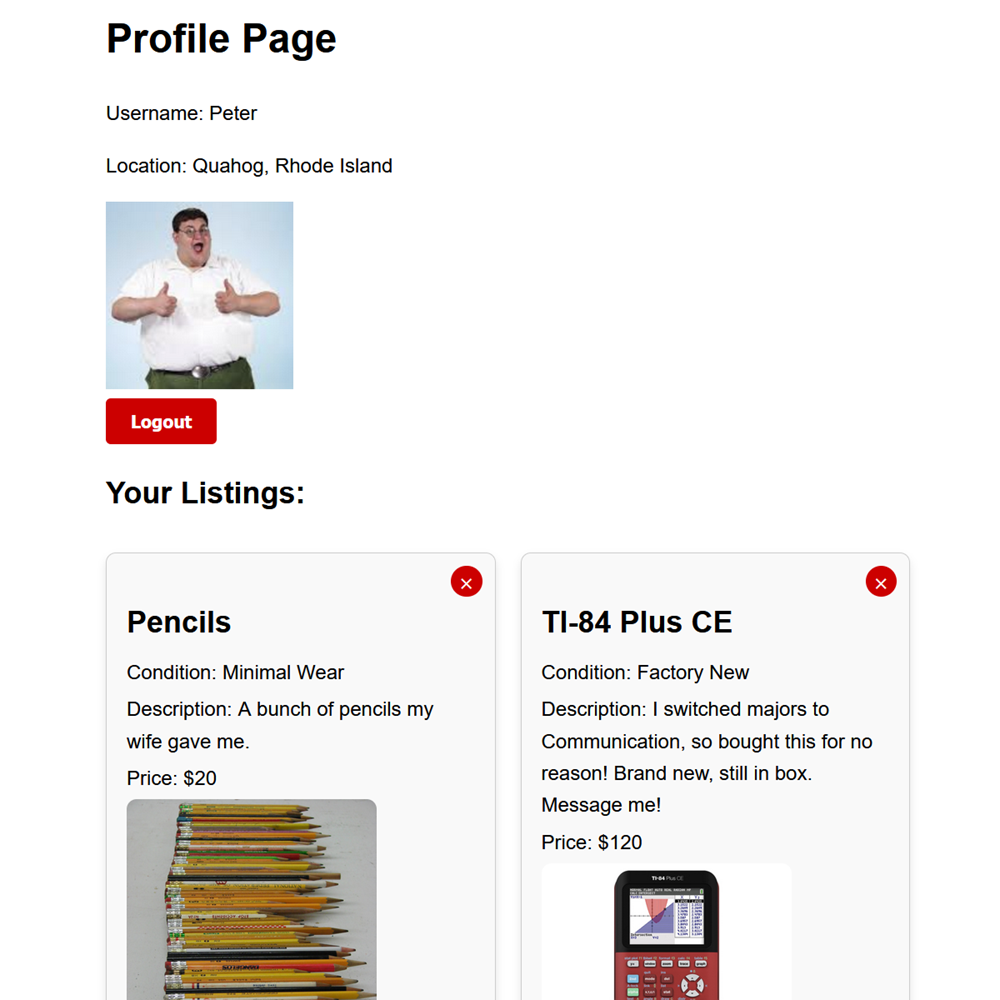 Profile Page
Username: Peter
Location: Quahog, Rhode Island
Logout
Your Listings:
Pencils
Condition: Minimal Wear
Description: A bunch of pencils my
wife gave me.
Price: $20
TI-84 Plus CE
Condition: Factory New
Description: I switched majors to
Communication, so bought this for no
reason! Brand new, still in box.
Message me!
Price: $120
TI-84 Plus CE